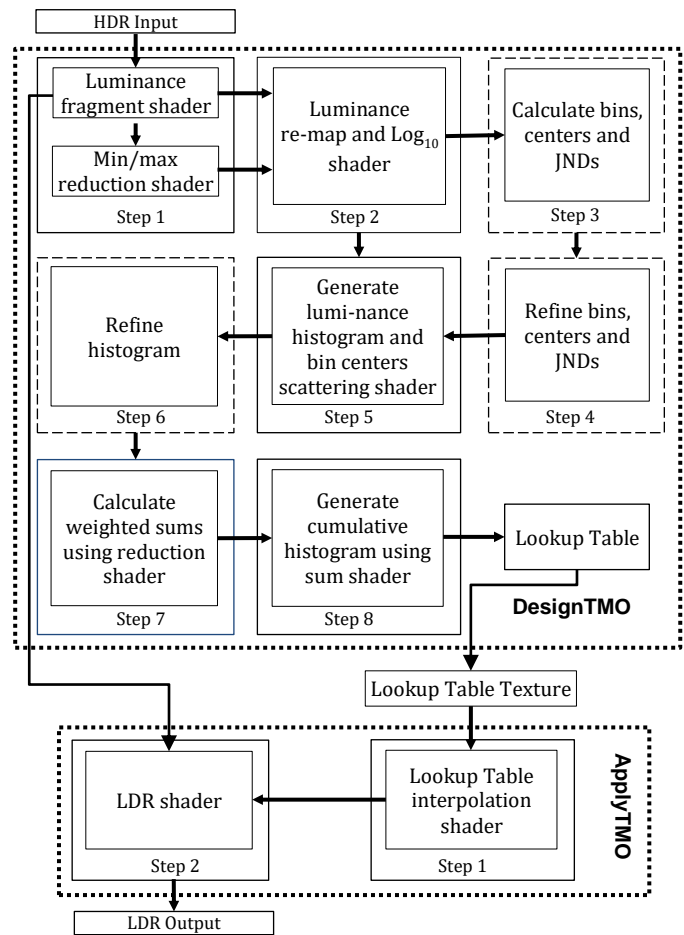 HDR Input
Luminance
fragment shader
Min/max
reduction shader
Step 1
Luminance
re-map and Log₁₀
shader
Step 2
Calculate bins,
centers and
JNDs
Step 3
Refine
histogram
Step 6
Generate
lumi-nance
histogram and
bin centers
scattering shader
Step 5
Refine bins,
centers and
JNDs
Step 4
Calculate
weighted sums
using reduction
shader
Step 7
Generate
cumulative
histogram using
sum shader
Step 8
Lookup Table
DesignTMO
Lookup Table Texture
LDR shader
Step 2
Lookup Table
interpolation
shader
Step 1
ApplyTMO
LDR Output